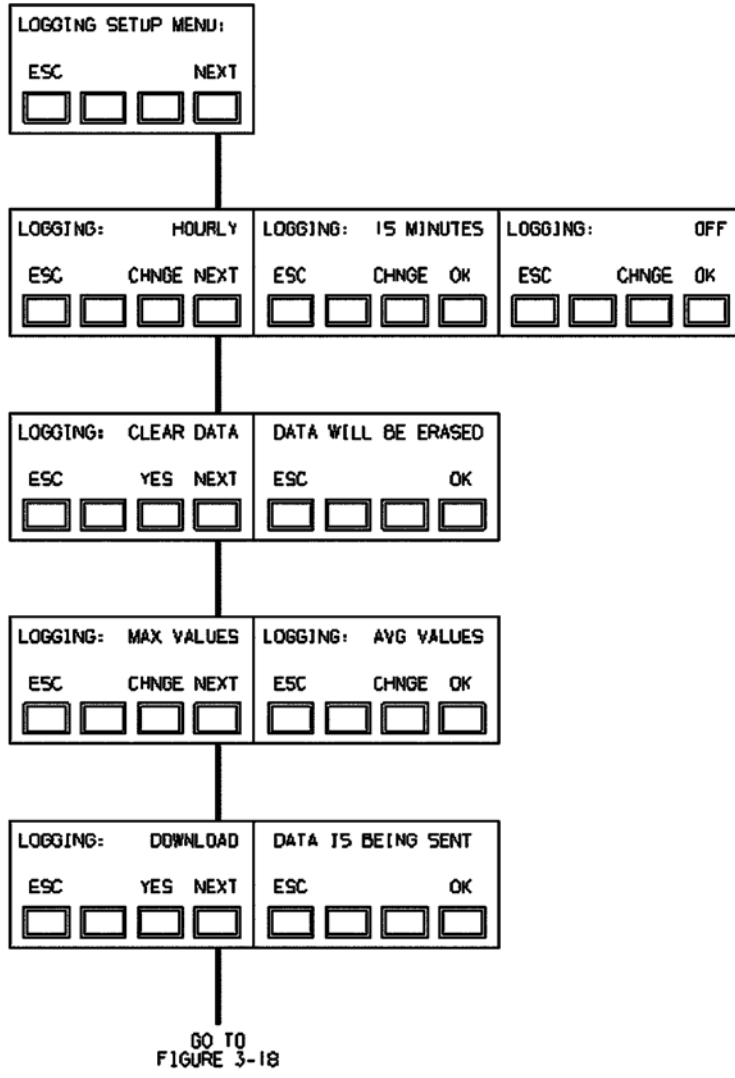 LOGGING SETUP MENU:
ESC NEXT
LOGGING: HOURLY
ESC CHNGE NEXT
LOGGING: 15 MINUTES
ESC CHNGE OK
LOGGING: OFF
ESC CHNGE OK
LOGGING: CLEAR DATA
ESC YES NEXT
DATA WILL BE ERASED
ESC OK
LOGGING: MAX VALUES
ESC CHNGE NEXT
LOGGING: AVG VALUES
ESC CHNGE OK
LOGGING: DOWNLOAD
ESC YES NEXT
DATA IS BEING SENT
ESC OK
GO TO
FIGURE 3-18